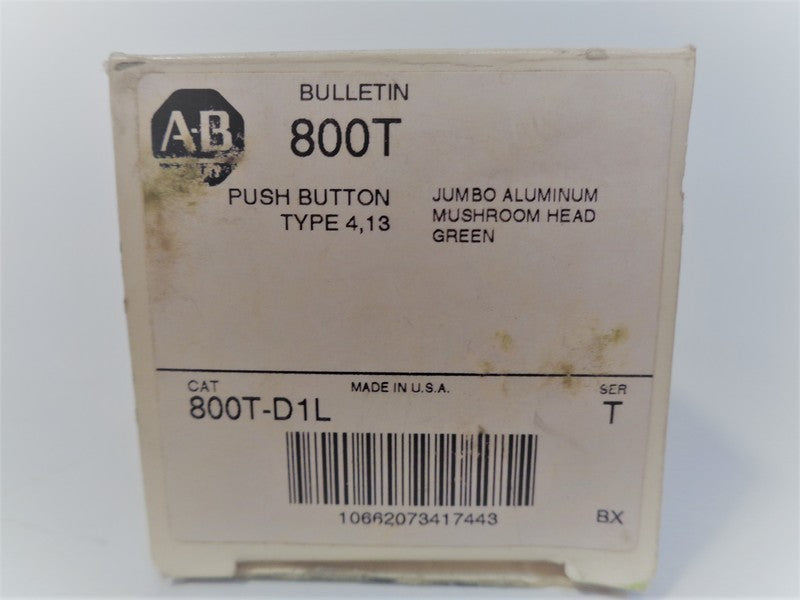 A-B
BULLETIN
800T
PUSH BUTTON
TYPE 4,13
JUMBO ALUMINUM
MUSHROOM HEAD
GREEN
CAT
800T-D1L
MADE IN U.S.A.
SER
T
10662073417443
BX